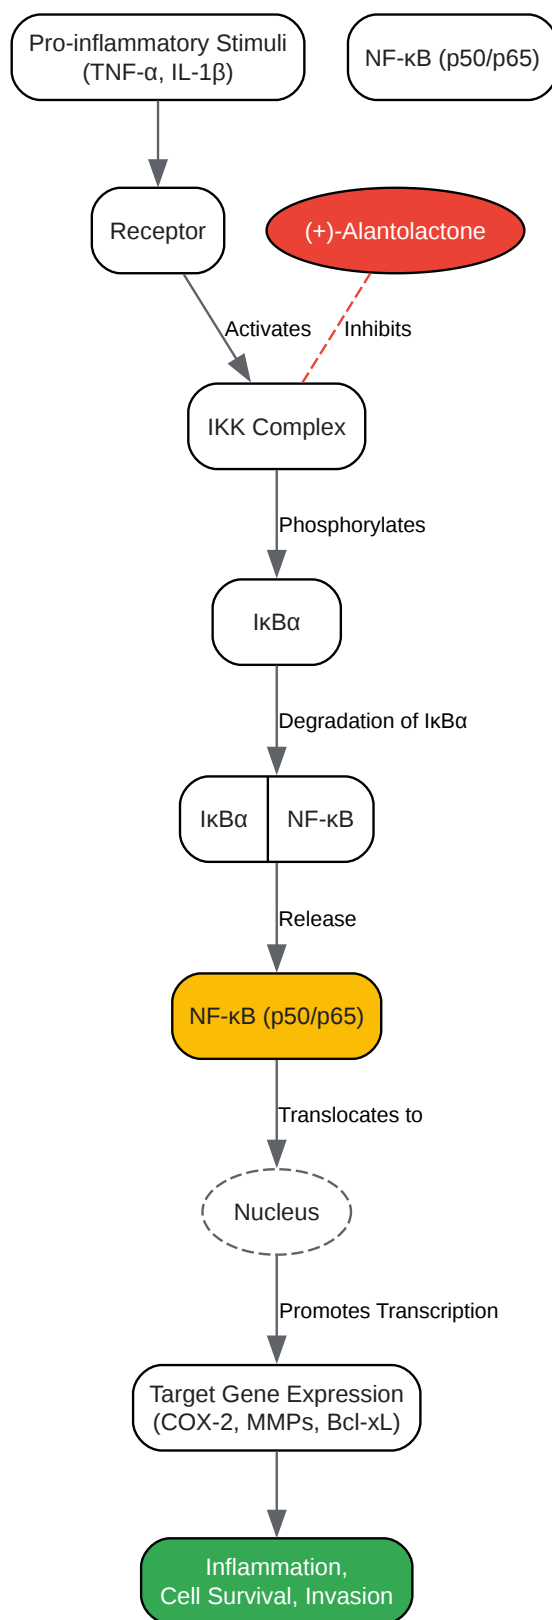 Pro-inflammatory Stimuli
(TNF-α, IL-1β)
NF-κB (p50/p65)
Receptor
(+)-Alantolactone
Activates
Inhibits
IKK Complex
Phosphorylates
IκBα
Degradation of IκBα
IκBα
NF-κB
Release
NF-κB (p50/p65)
Translocates to
Nucleus
Promotes Transcription
Target Gene Expression
(COX-2, MMPs, Bcl-xL)
Inflammation,
Cell Survival, Invasion